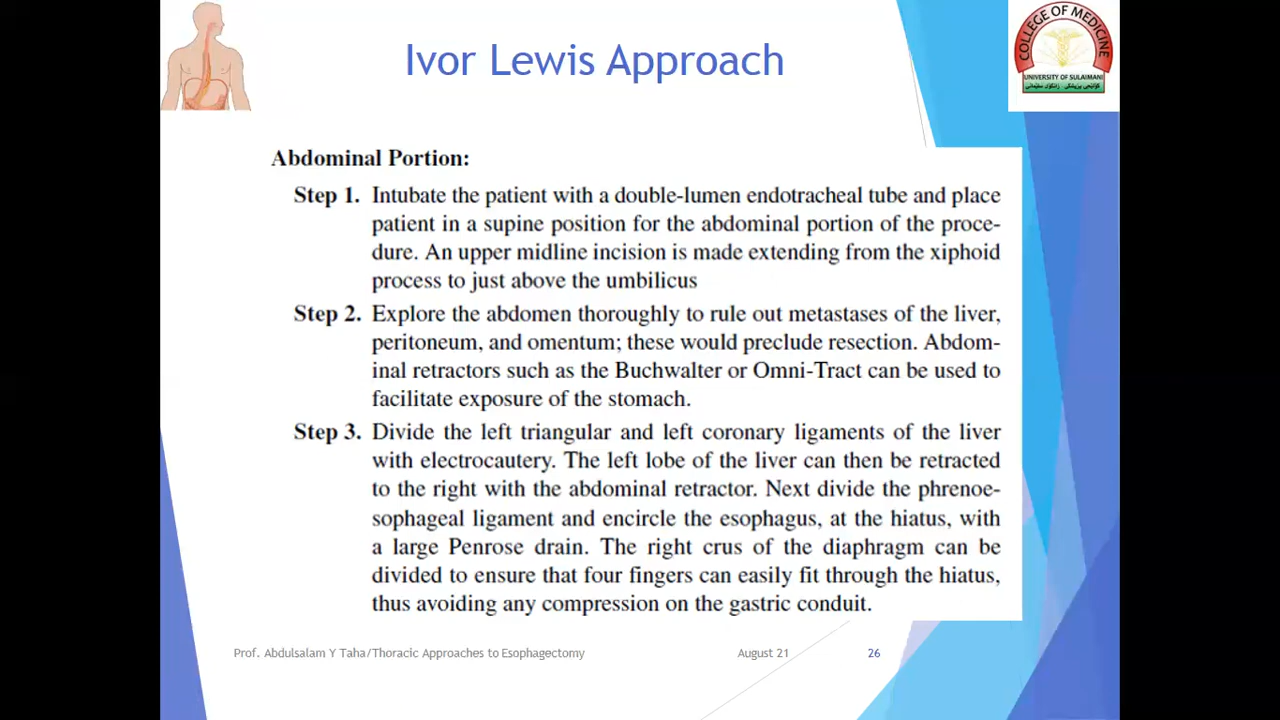 Ivor Lewis Approach
COLLEGE OF MEDICINE
UNIVERSITY OF SULAIMANI
کۆلێجی پزیشکی زانکۆی سلێمانی
Abdominal Portion:
Step 1. Intubate the patient with a double-lumen endotracheal tube and place
patient in a supine position for the abdominal portion of the proce-
dure. An upper midline incision is made extending from the xiphoid
process to just above the umbilicus
Step 2. Explore the abdomen thoroughly to rule out metastases of the liver,
peritoneum, and omentum; these would preclude resection. Abdom-
inal retractors such as the Buchwalter or Omni-Tract can be used to
facilitate exposure of the stomach.
Step 3. Divide the left triangular and left coronary ligaments of the liver
with electrocautery. The left lobe of the liver can then be retracted
to the right with the abdominal retractor. Next divide the phrenoe-
sophageal ligament and encircle the esophagus, at the hiatus, with
a large Penrose drain. The right crus of the diaphragm can be
divided to ensure that four fingers can easily fit through the hiatus,
thus avoiding any compression on the gastric conduit.
Prof. Abdulsalam Y Taha/Thoracic Approaches to Esophagectomy
August 21
26